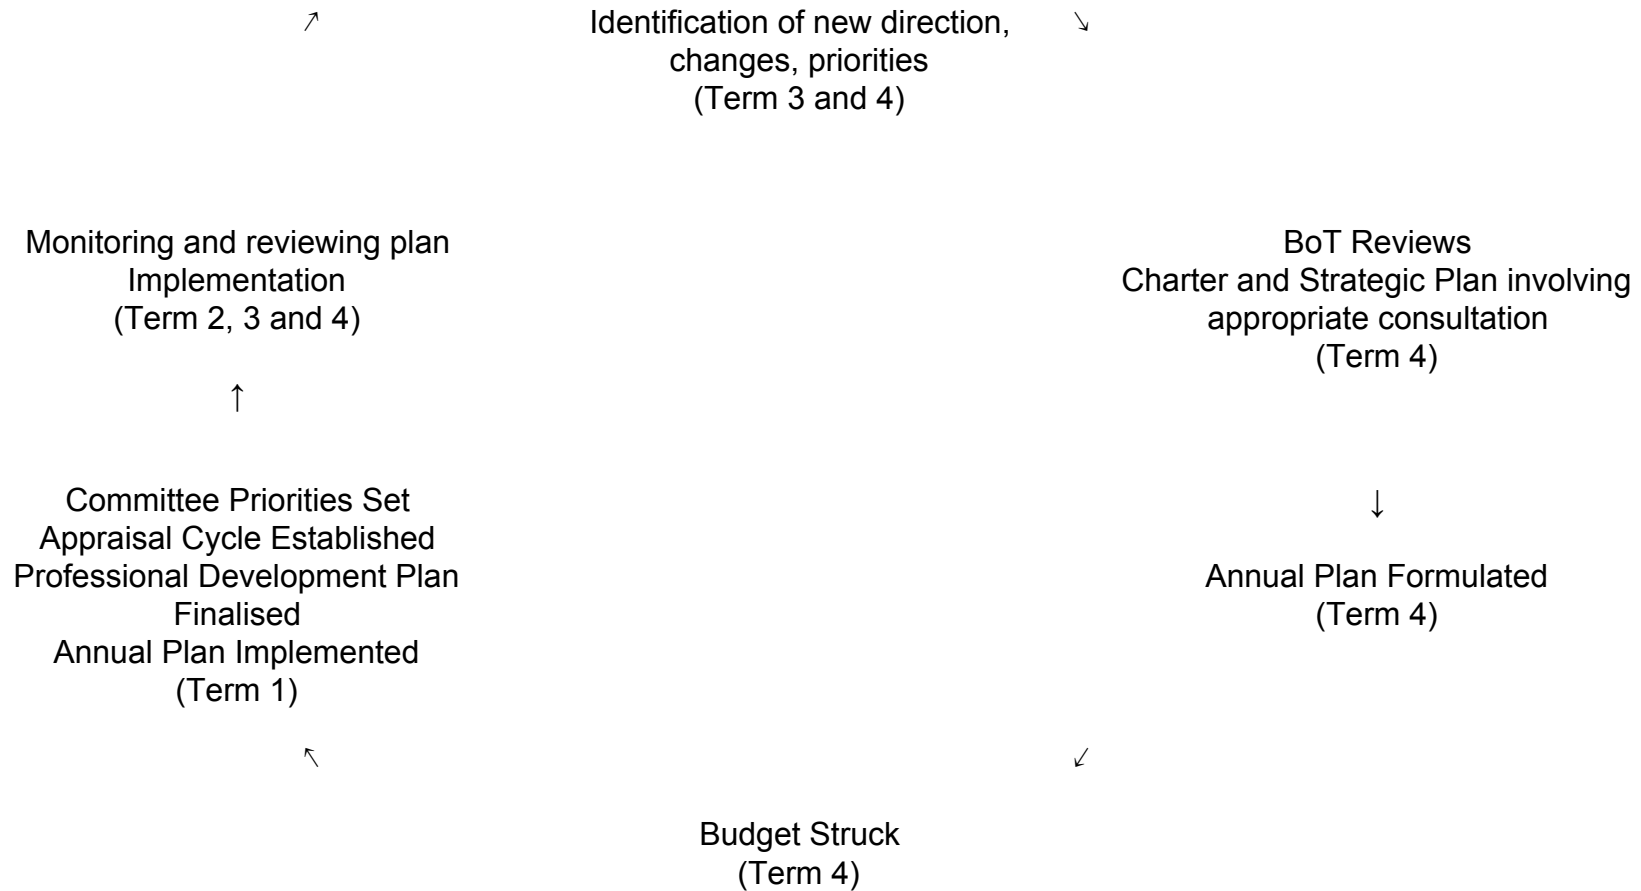 ↗
Identification of new direction,
changes, priorities
(Term 3 and 4)
↘
Monitoring and reviewing plan
Implementation
(Term 2, 3 and 4)
BoT Reviews
Charter and Strategic Plan involving
appropriate consultation
(Term 4)
↑
Committee Priorities Set
Appraisal Cycle Established
Professional Development Plan
Finalised
Annual Plan Implemented
(Term 1)
↓
Annual Plan Formulated
(Term 4)
↖
↙
Budget Struck
(Term 4)